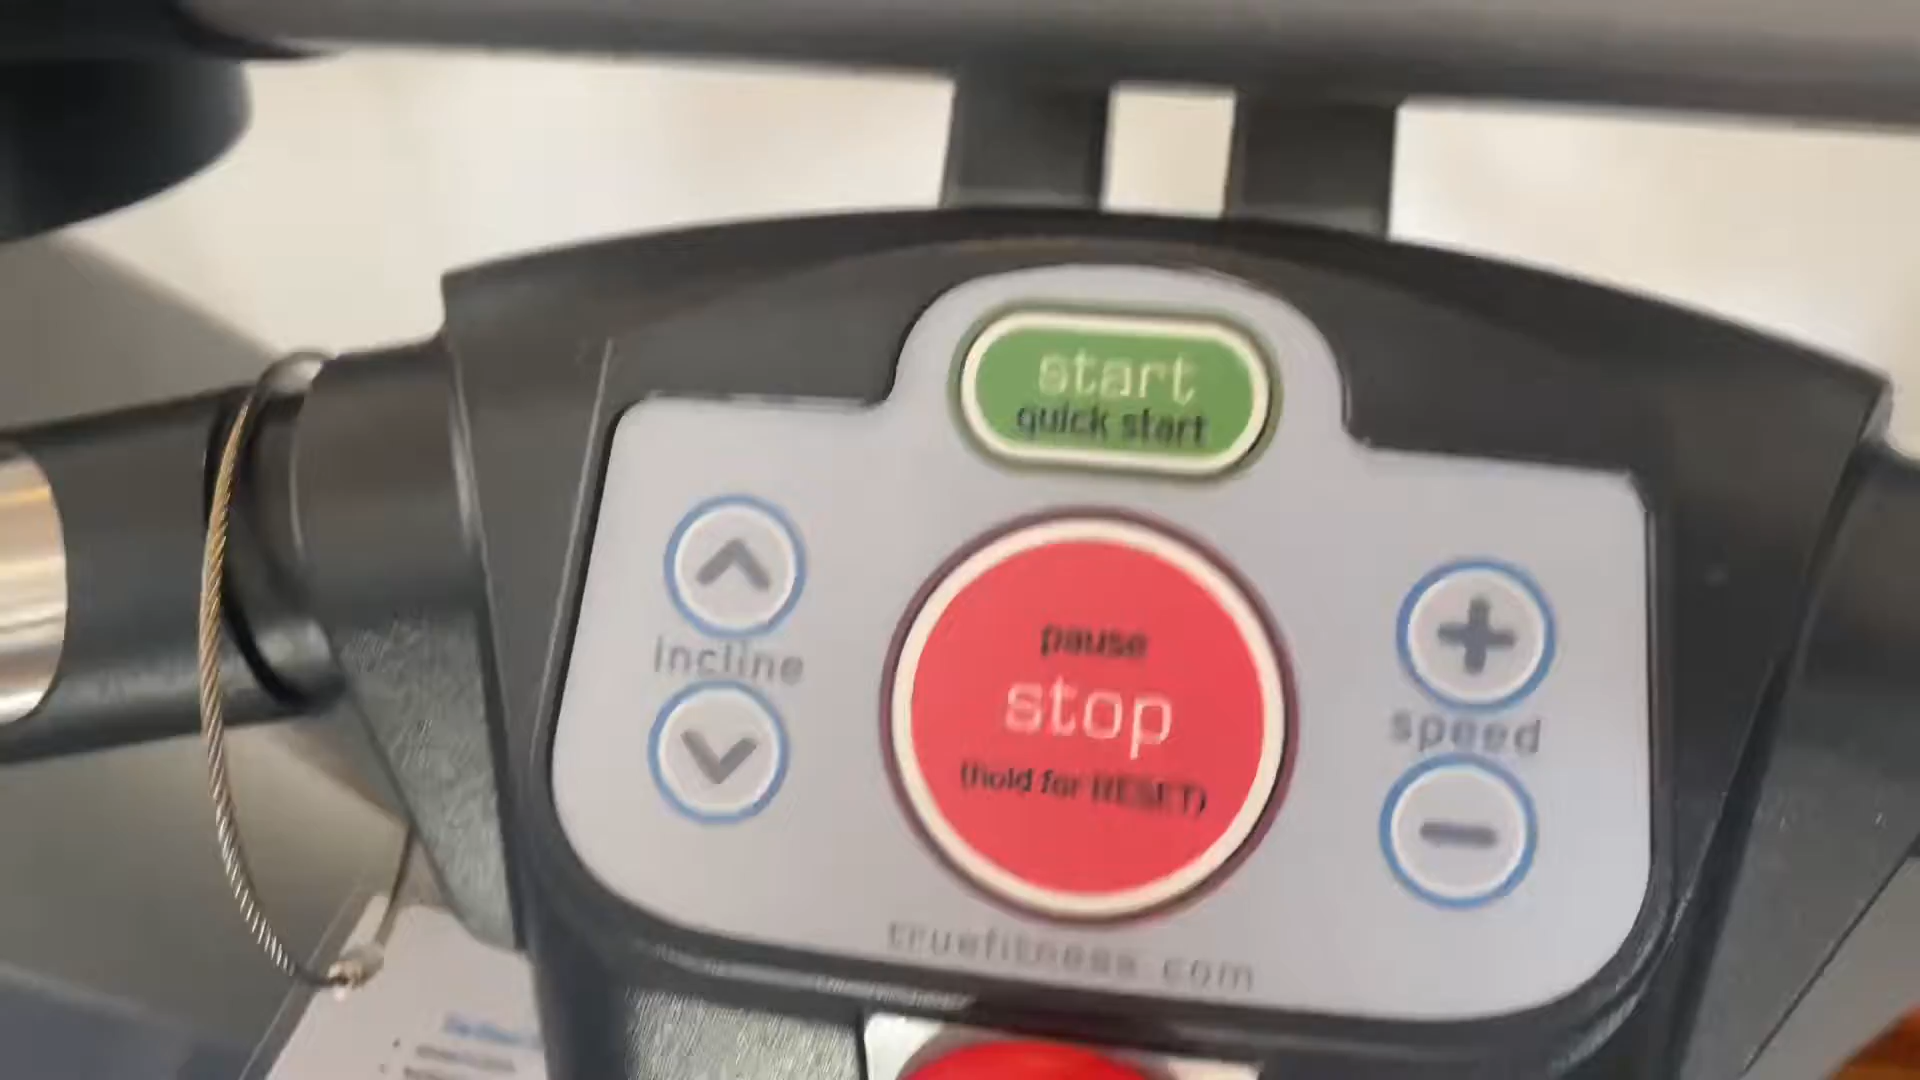 start
quick start
incline
pause
stop
(hold for RESET)
speed
truefitness.com